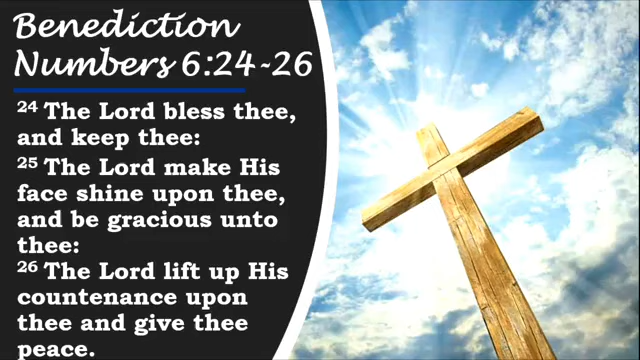 Benediction
Numbers 6:24-26
24 The Lord bless thee,
and keep thee:
25 The Lord make His
face shine upon thee,
and be gracious unto
thee:
26 The Lord lift up His
countenance upon
thee and give thee
peace.